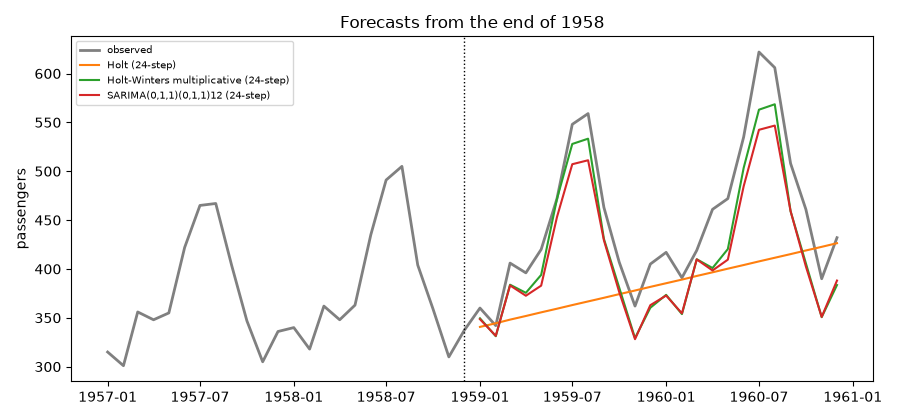 Forecasts from the end of 1958
observed
Holt (24-step)
Holt-Winters multiplicative (24-step)
SARIMA(0,1,1)(0,1,1)12 (24-step)
passengers
600
550
500
450
400
350
300
1957-01 1957-07 1958-01 1958-07 1959-01 1959-07 1960-01 1960-07 1961-01